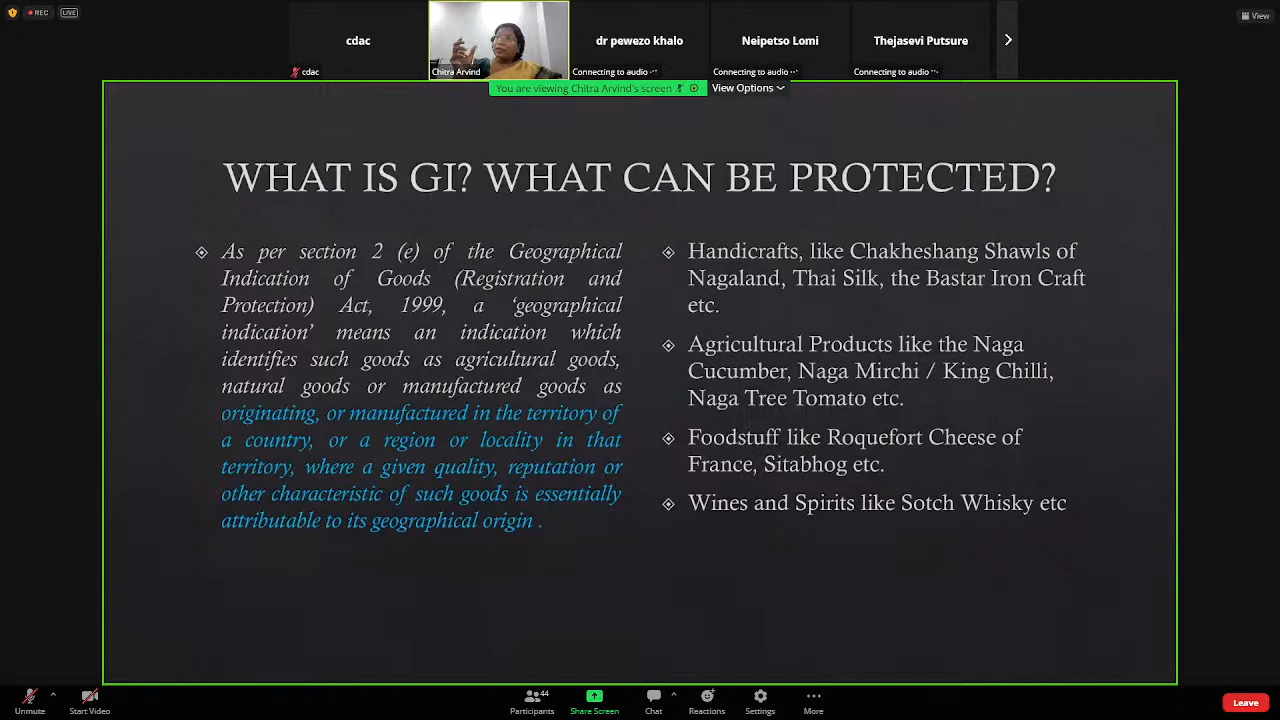 REC
LIVE
View
cdac
dr pewezo khalo
Neipetso Lomi
Thejasevi Putsure
cdac
Chitra Arvind
Connecting to audio
Connecting to audio
Connecting to audio
You are viewing Chitra Arvind's screen
View Options
WHAT IS GI? WHAT CAN BE PROTECTED?
As per section 2 (e) of the Geographical
Indication of Goods (Registration and
Protection) Act, 1999, a ‘geographical
indication’ means an indication which
identifies such goods as agricultural goods,
natural goods or manufactured goods as
originating, or manufactured in the territory of
a country, or a region or locality in that
territory, where a given quality, reputation or
other characteristic of such goods is essentially
attributable to its geographical origin .
Handicrafts, like Chakheshang Shawls of
Nagaland, Thai Silk, the Bastar Iron Craft
etc.
Agricultural Products like the Naga
Cucumber, Naga Mirchi / King Chilli,
Naga Tree Tomato etc.
Foodstuff like Roquefort Cheese of
France, Sitabhog etc.
Wines and Spirits like Sotch Whisky etc
Unmute
Start Video
44
Participants
Share Screen
Chat
Reactions
Settings
More
Leave